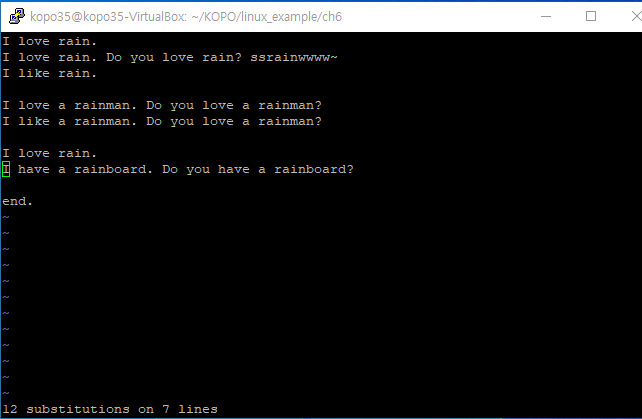 kopo35@kopo35-VirtualBox: ~/KOPO/linux_example/ch6
I love rain.
I love rain. Do you love rain? ssrainwwww~
I like rain.
I love a rainman. Do you love a rainman?
I like a rainman. Do you love a rainman?
I love rain.
I have a rainboard. Do you have a rainboard?
end.
~
~
~
~
~
~
~
~
~
~
~
~
12 substitutions on 7 lines